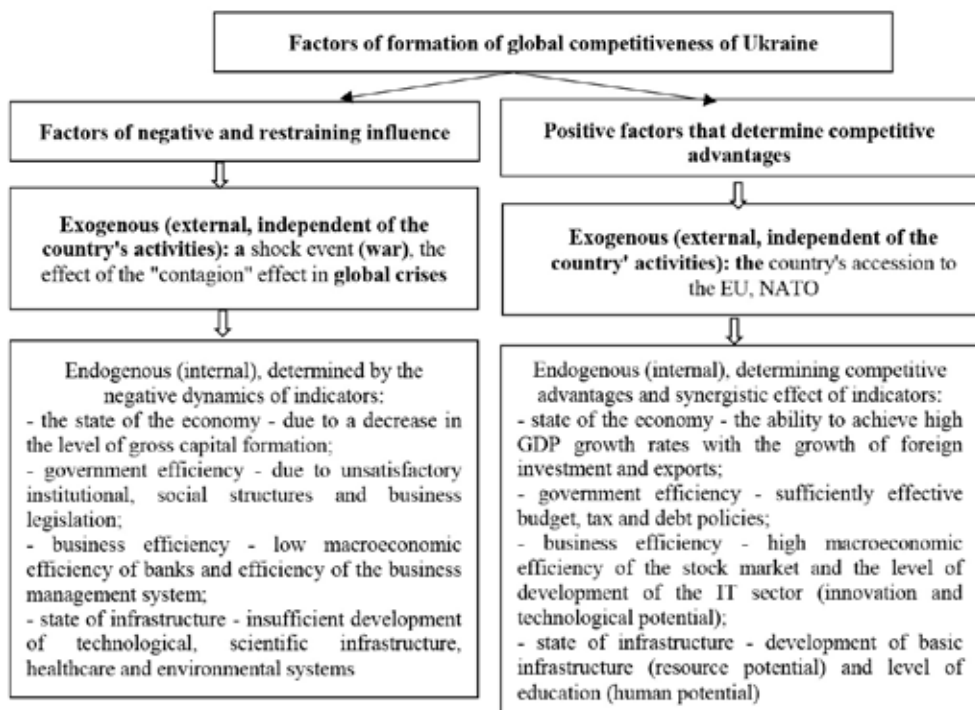 Factors of formation of global competitiveness of Ukraine
Factors of negative and restraining influence
Exogenous (external, independent of the
country's activities): a shock event (war), the
effect of the "contagion" effect in global crises
Endogenous (internal), determined by the
negative dynamics of indicators:
- the state of the economy - due to a decrease in
the level of gross capital formation;
- government efficiency - due to unsatisfactory
institutional, social structures and business
legislation;
- business efficiency - low macroeconomic
efficiency of banks and efficiency of the business
management system;
- state of infrastructure - insufficient development
of technological, scientific infrastructure,
healthcare and environmental systems
Positive factors that determine competitive
advantages
Exogenous (external, independent of the
country' activities): the country's accession to
the EU, NATO
Endogenous (internal), determining competitive
advantages and synergistic effect of indicators:
- state of the economy - the ability to achieve high
GDP growth rates with the growth of foreign
investment and exports;
- government efficiency - sufficiently effective
budget, tax and debt policies;
- business efficiency - high macroeconomic
efficiency of the stock market and the level of
development of the IT sector (innovation and
technological potential);
- state of infrastructure - development of basic
infrastructure (resource potential) and level of
education (human potential)